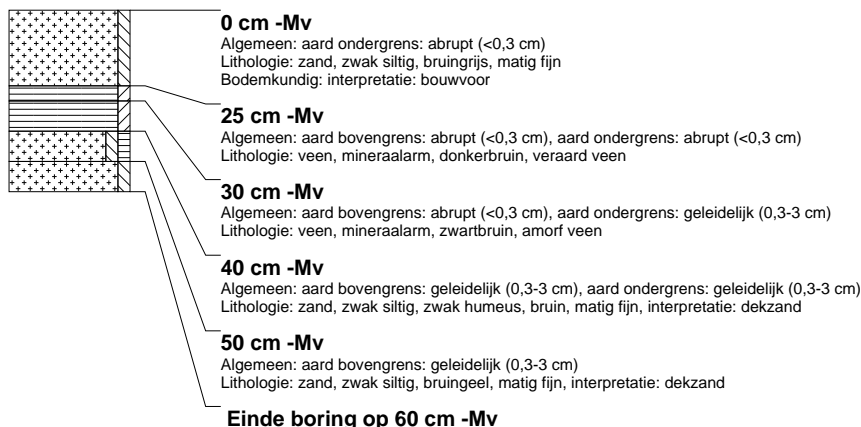 0 cm -Mv
Algemeen: aard ondergrens: abrupt (<0,3 cm)
Lithologie: zand, zwak siltig, bruingrijs, matig fijn
Bodemkundig: interpretatie: bouwvoor
25 cm -Mv
Algemeen: aard bovengrens: abrupt (<0,3 cm), aard ondergrens: abrupt (<0,3 cm)
Lithologie: veen, mineraalarm, donkerbruin, veraard veen
30 cm -Mv
Algemeen: aard bovengrens: abrupt (<0,3 cm), aard ondergrens: geleidelijk (0,3-3 cm)
Lithologie: veen, mineraalarm, zwartbruin, amorf veen
40 cm -Mv
Algemeen: aard bovengrens: geleidelijk (0,3-3 cm), aard ondergrens: geleidelijk (0,3-3 cm)
Lithologie: zand, zwak siltig, zwak humeus, bruin, matig fijn, interpretatie: dekzand
50 cm -Mv
Algemeen: aard bovengrens: geleidelijk (0,3-3 cm)
Lithologie: zand, zwak siltig, bruingeel, matig fijn, interpretatie: dekzand
Einde boring op 60 cm -Mv